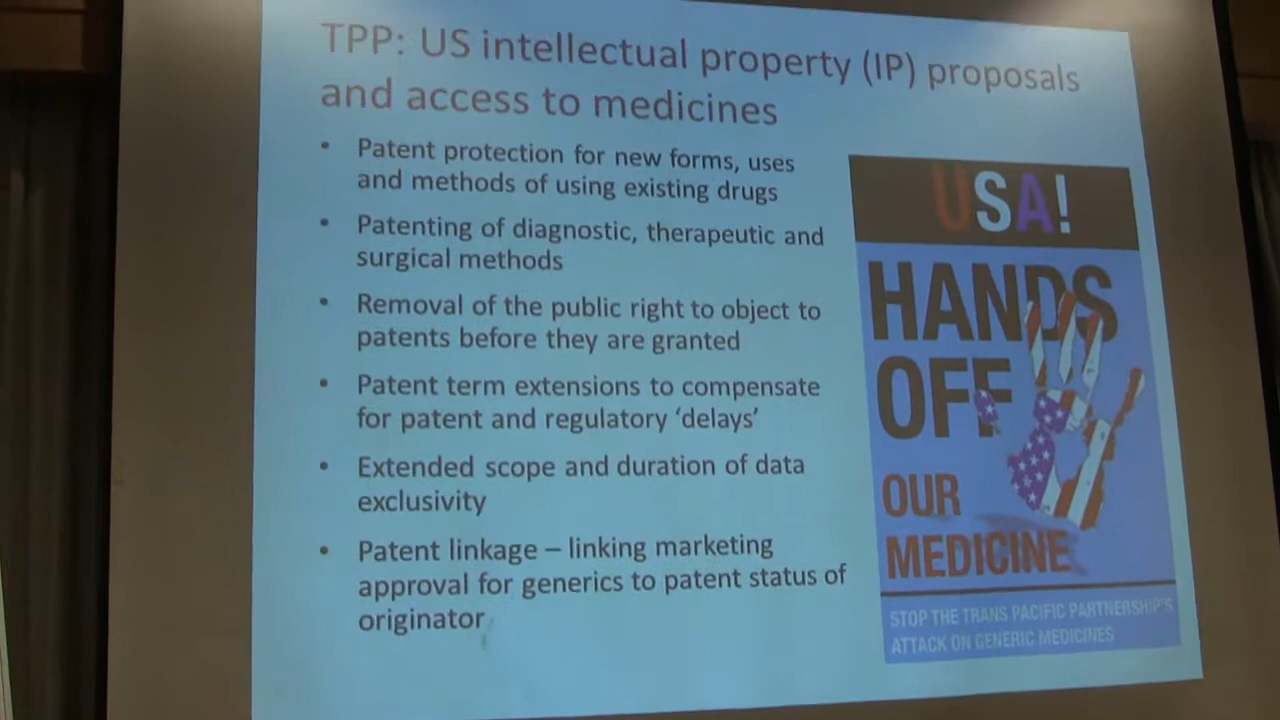 TPP: US intellectual property (IP) proposals
and access to medicines
• Patent protection for new forms, uses
and methods of using existing drugs
• Patenting of diagnostic, therapeutic and
surgical methods
• Removal of the public right to object to
patents before they are granted
• Patent term extensions to compensate
for patent and regulatory ‘delays’
• Extended scope and duration of data
exclusivity
• Patent linkage – linking marketing
approval for generics to patent status of
originator
USA!
HANDS
OFF
OUR
MEDICINE
STOP THE TRANS PACIFIC PARTNERSHIP'S
ATTACK ON GENERIC MEDICINES